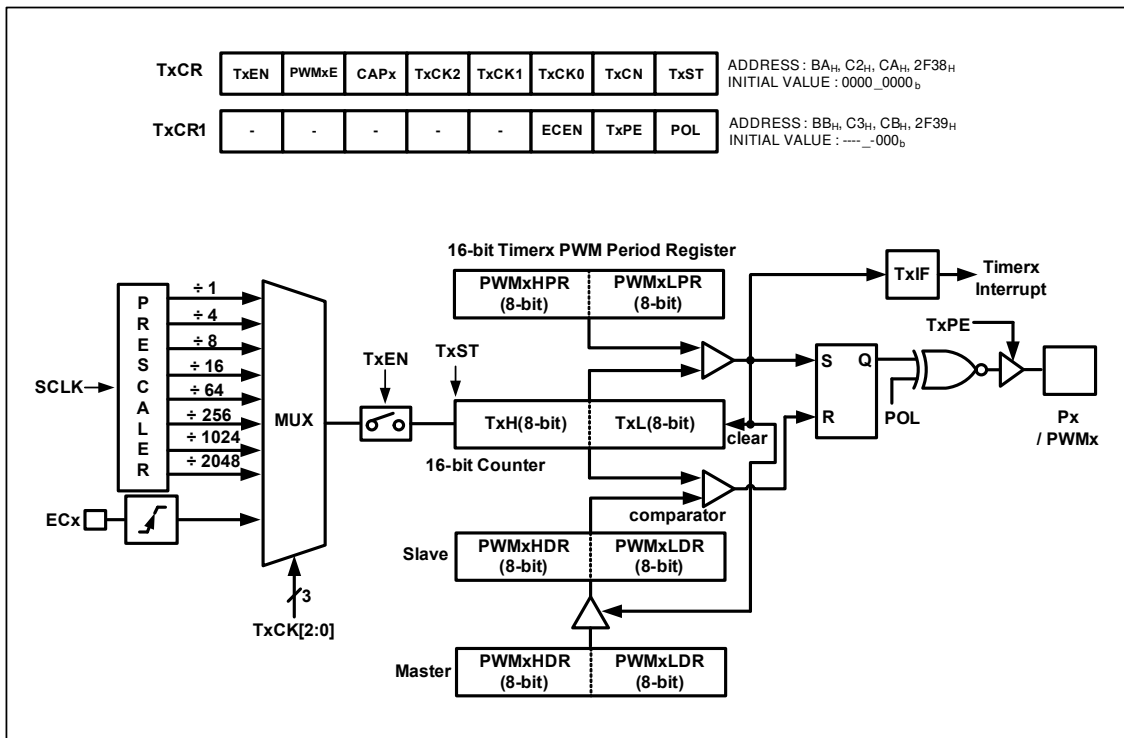 TxCR TxEN PWMxE CAPx TxCK2 TxCK1 TxCK0 TxCN TxST
ADDRESS : BAH, C2H, CAH, 2F38H
INITIAL VALUE : 0000_0000b
TxCR1 - - - - - ECEN TxPE POL
ADDRESS : BBH, C3H, CBH, 2F39H
INITIAL VALUE : ----_-000b
16-bit Timerx PWM Period Register
PWMxHPR
(8-bit)
PWMxLPR
(8-bit)
TxIF
Timerx
Interrupt
SCLK
PRESCALER
÷ 1
÷ 4
÷ 8
÷ 16
÷ 64
÷ 256
÷ 1024
÷ 2048
ECx
MUX
3
TxCK[2:0]
TxEN
TxST
TxH(8-bit) TxL(8-bit)
clear
16-bit Counter
comparator
S Q
R
POL
TxPE
Px
/ PWMx
Slave
PWMxHDR
(8-bit)
PWMxLDR
(8-bit)
Master
PWMxHDR
(8-bit)
PWMxLDR
(8-bit)